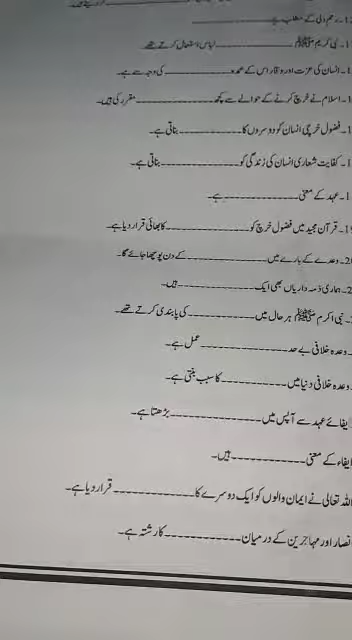 رحم دلی کے مطلب ہے ----------
نبی کریم ﷺ ---------- لباس استعمال کرتے تھے۔
انسان کی عزت اور وقار اس کے عمدہ ---------- کی وجہ سے ہے۔
اسلام نے خرچ کرنے کے حوالے سے کچھ ---------- مقرر کی ہیں۔
فضول خرچی انسان کو دوسروں کا ---------- بناتی ہے۔
کفایت شعاری انسان کی زندگی کو ---------- بناتی ہے۔
عہد کے معنی ---------- ہے۔
19۔ قرآن مجید میں فضول خرچ کو ---------- کا بھائی قرار دیا ہے۔
20۔ وعدے کے بارے میں ---------- کے دن پوچھا جائے گا۔
ہماری ذمہ داریاں بھی ایک ---------- ہیں۔
نبی اکرم ﷺ ہر حال میں ---------- کی پابندی کرتے تھے۔
وعدہ خلافی بے حد ---------- عمل ہے۔
وعدہ خلافی دنیا میں ---------- کا سبب بنتی ہے۔
ایفائے عہد سے آپس میں ---------- بڑھتا ہے۔
ایفاء کے معنی ---------- ہیں۔
اللہ تعالی نے ایمان والوں کو ایک دوسرے کا ---------- قرار دیا ہے۔
انصار اور مہاجرین کے درمیان ---------- کا رشتہ ہے۔